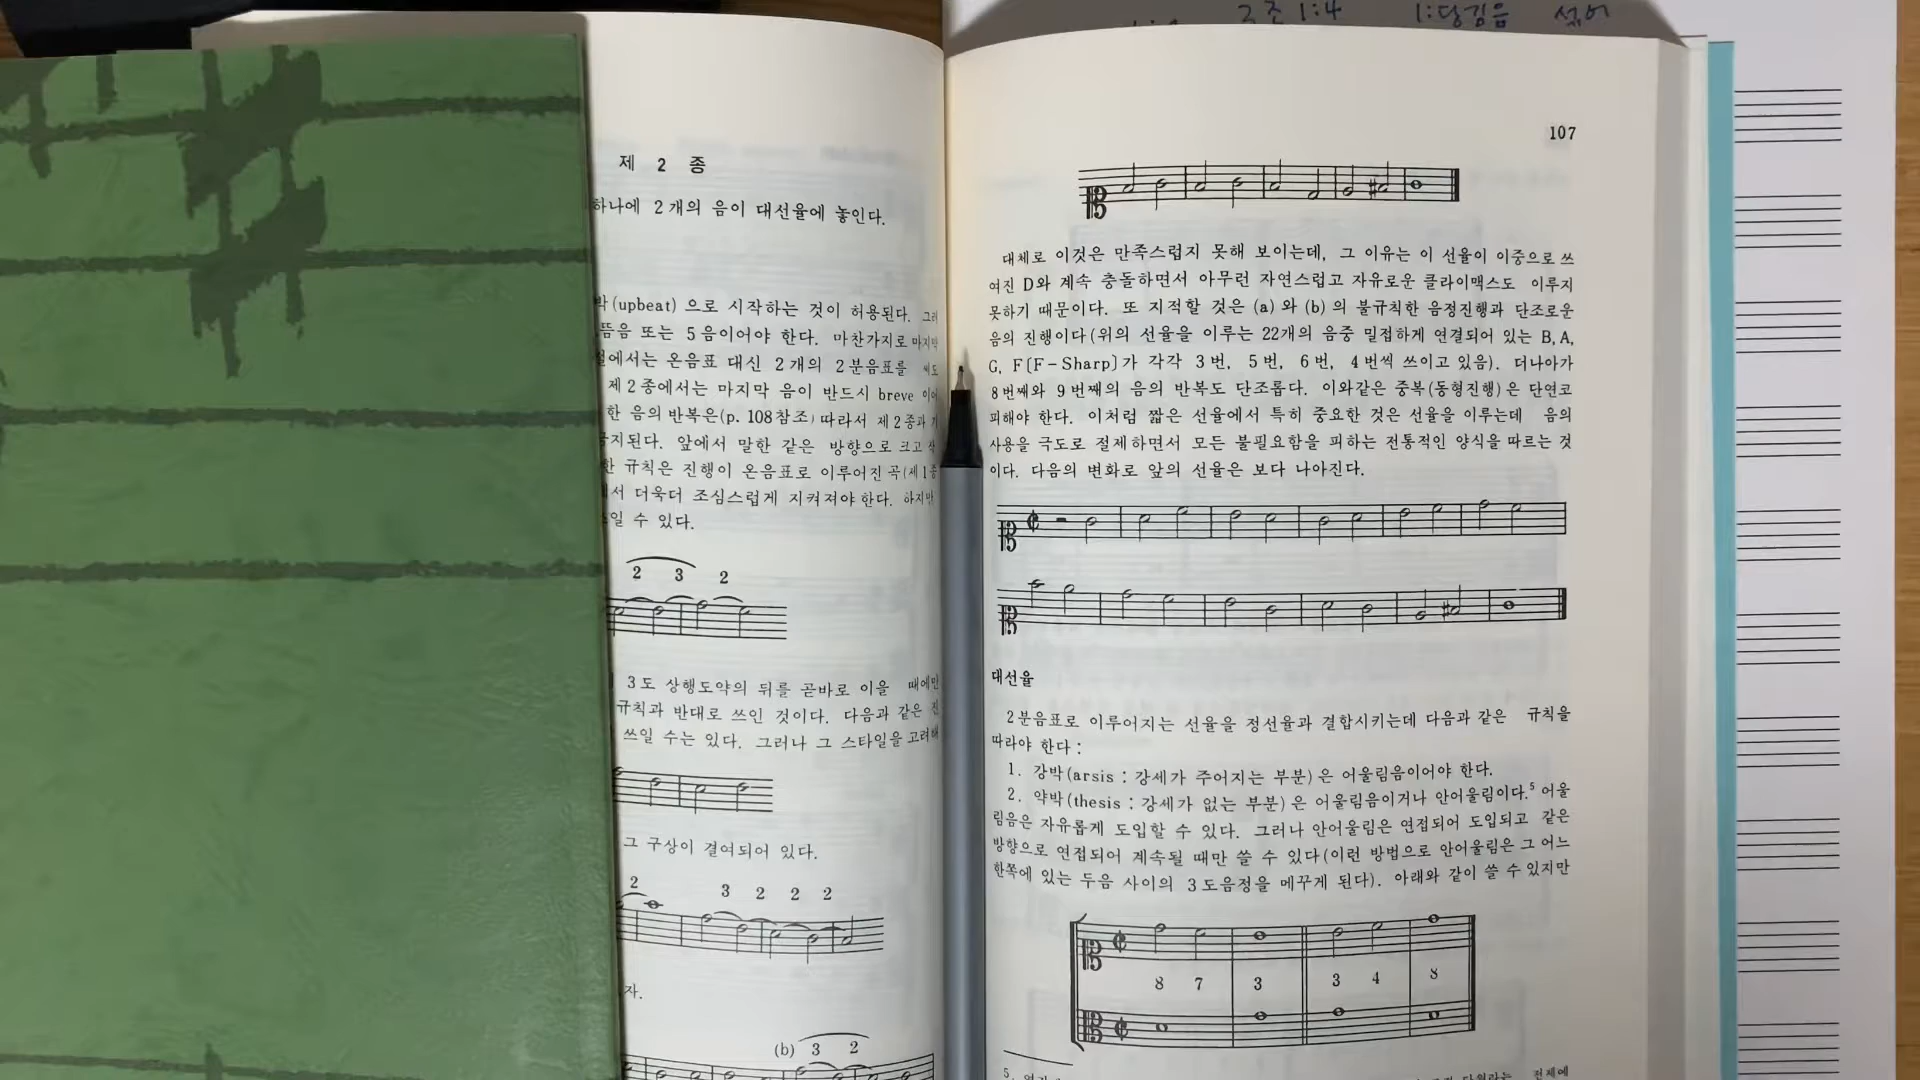 제 2 종
하나에 2개의 음이 대선율에 놓인다.
(upbeat) 으로 시작하는 것이 허용된다. 그러
뜸음 또는 5음이어야 한다. 마찬가지로 마지막
에서는 온음표 대신 2개의 2분음표를 써도
제2종에서는 마지막 음이 반드시 breve 이어
한 음의 반복은(p. 108참조) 따라서 제2종과
지된다. 앞에서 말한 같은 방향으로 크고
한 규칙은 진행이 온음표로 이루어진 곡(제1종
서 더욱더 조심스럽게 지켜져야 한다. 하지만
일 수 있다.
2 3 2
3도 상행도약의 뒤를 곧바로 이을 때에만
규칙과 반대로 쓰인 것이다. 다음과 같은
쓰일 수는 있다. 그러나 그 스타일을 고려해
그 구상이 결여되어 있다.
2 3 2 2 2
자.
(b) 3 2
구조 1:4 1:당김음 섞어
107
대체로 이것은 만족스럽지 못해 보이는데, 그 이유는 이 선율이 이중으로 쓰
여진 D와 계속 충돌하면서 아무런 자연스럽고 자유로운 클라이맥스도 이루지
못하기 때문이다. 또 지적할 것은 (a) 와 (b) 의 불규칙한 음정진행과 단조로운
음의 진행이다(위의 선율을 이루는 22개의 음중 밀접하게 연결되어 있는 B, A,
G, F〔F-Sharp〕가 각각 3번, 5번, 6번, 4번씩 쓰이고 있음). 더나아가
8번째와 9번째의 음의 반복도 단조롭다. 이와같은 중복(동형진행)은 단연코
피해야 한다. 이처럼 짧은 선율에서 특히 중요한 것은 선율을 이루는데 음의
사용을 극도로 절제하면서 모든 불필요함을 피하는 전통적인 양식을 따르는 것
이다. 다음의 변화로 앞의 선율은 보다 나아진다.
대선율
2분음표로 이루어지는 선율을 정선율과 결합시키는데 다음과 같은 규칙을
따라야 한다 :
1. 강박(arsis : 강세가 주어지는 부분)은 어울림음이어야 한다.
2. 약박(thesis : 강세가 없는 부분)은 어울림음이거나 안어울림이다.⁵ 어울
림음은 자유롭게 도입할 수 있다. 그러나 안어울림은 연접되어 도입되고 같은
방향으로 연접되어 계속될 때만 쓸 수 있다(이런 방법으로 안어울림은 그 어느
한쪽에 있는 두음 사이의 3도음정을 메꾸게 된다). 아래와 같이 쓸 수 있지만
8 7 3 3 4 8
5.